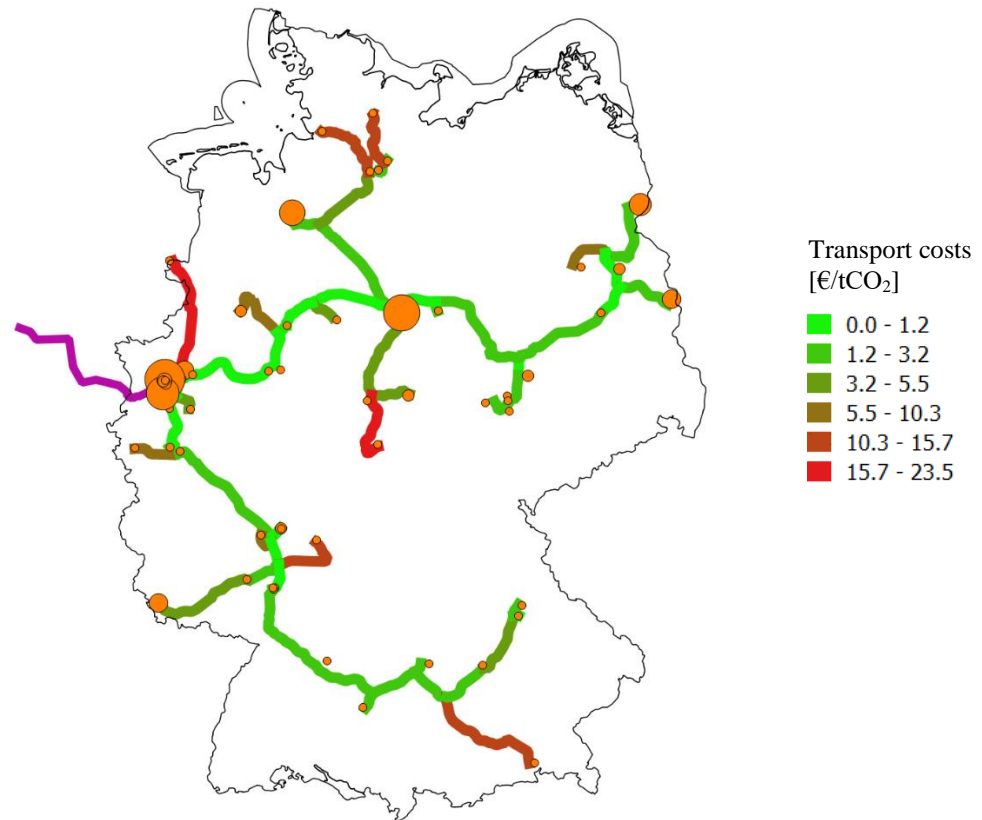 Transport costs
[€/tCO₂]
0.0 - 1.2
1.2 - 3.2
3.2 - 5.5
5.5 - 10.3
10.3 - 15.7
15.7 - 23.5